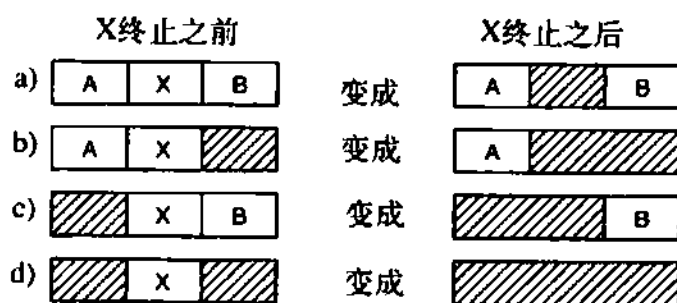 X终止之前 X终止之后
a) A X B 变成 A B
b) A X 变成 A
c) X B 变成 B
d) X 变成